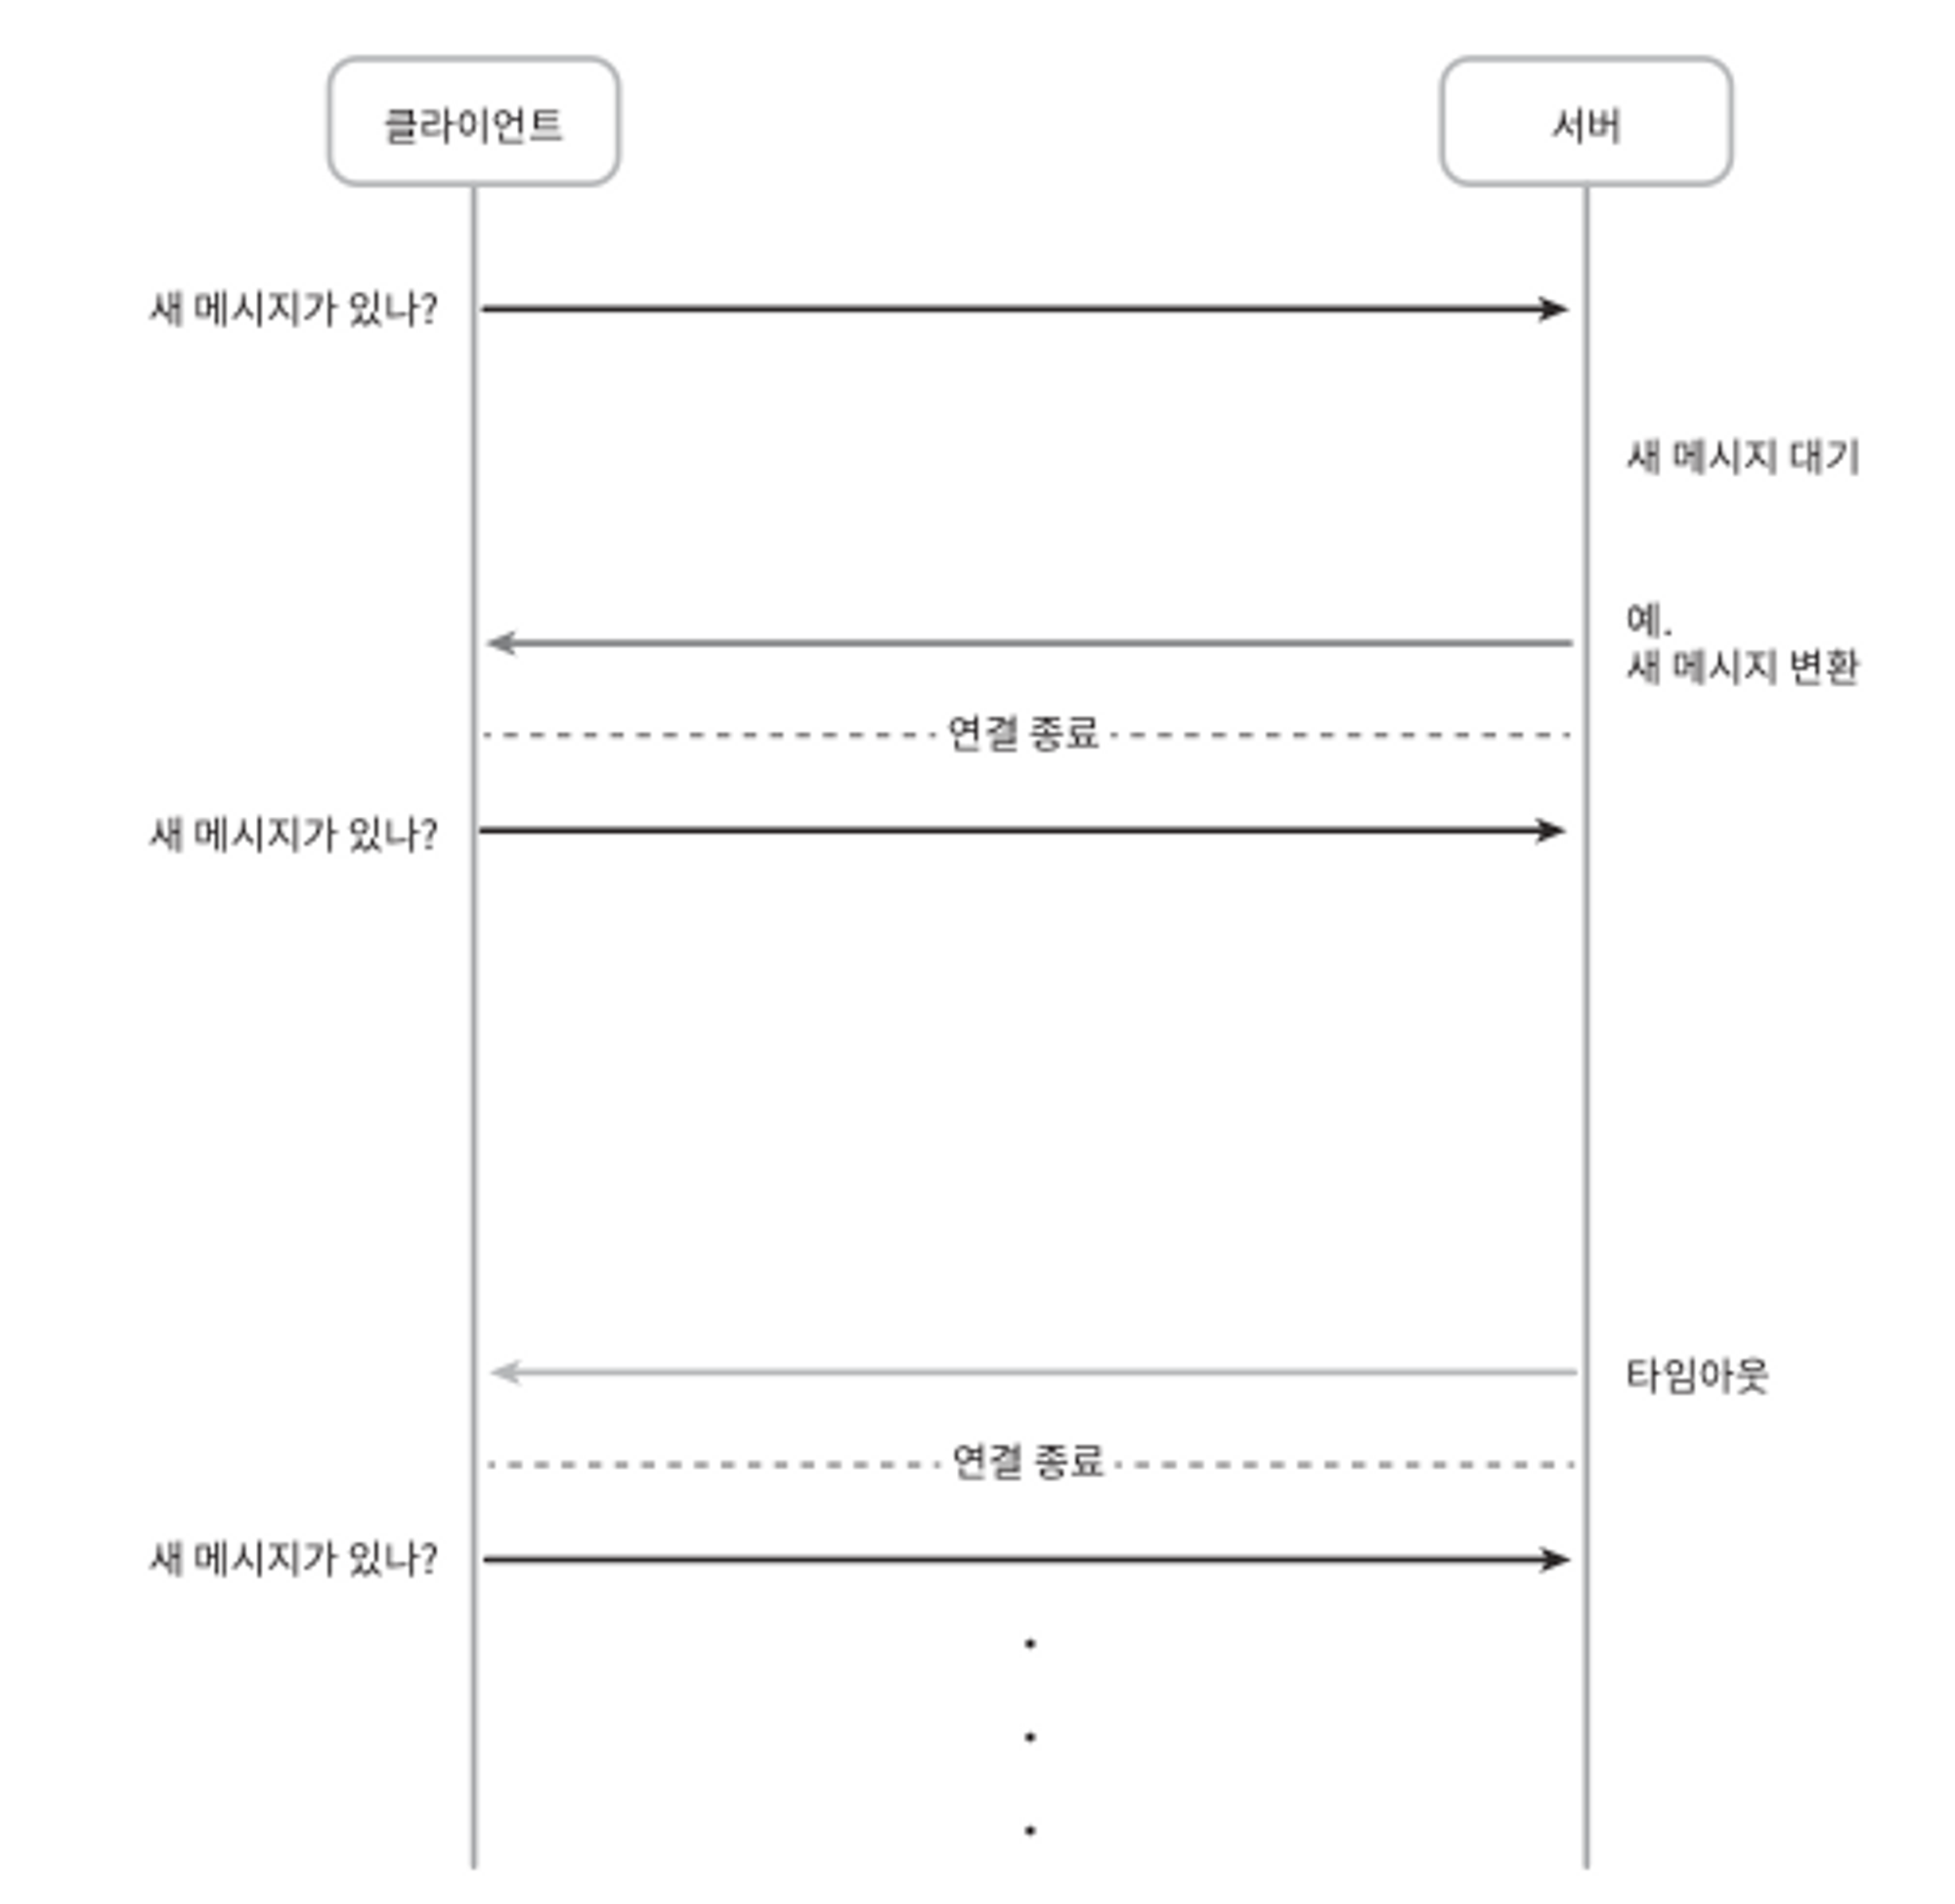 클라이언트
서버
새 메시지가 있나?
새 메시지 대기
예.
새 메시지 변환
연결 종료
새 메시지가 있나?
타임아웃
연결 종료
새 메시지가 있나?